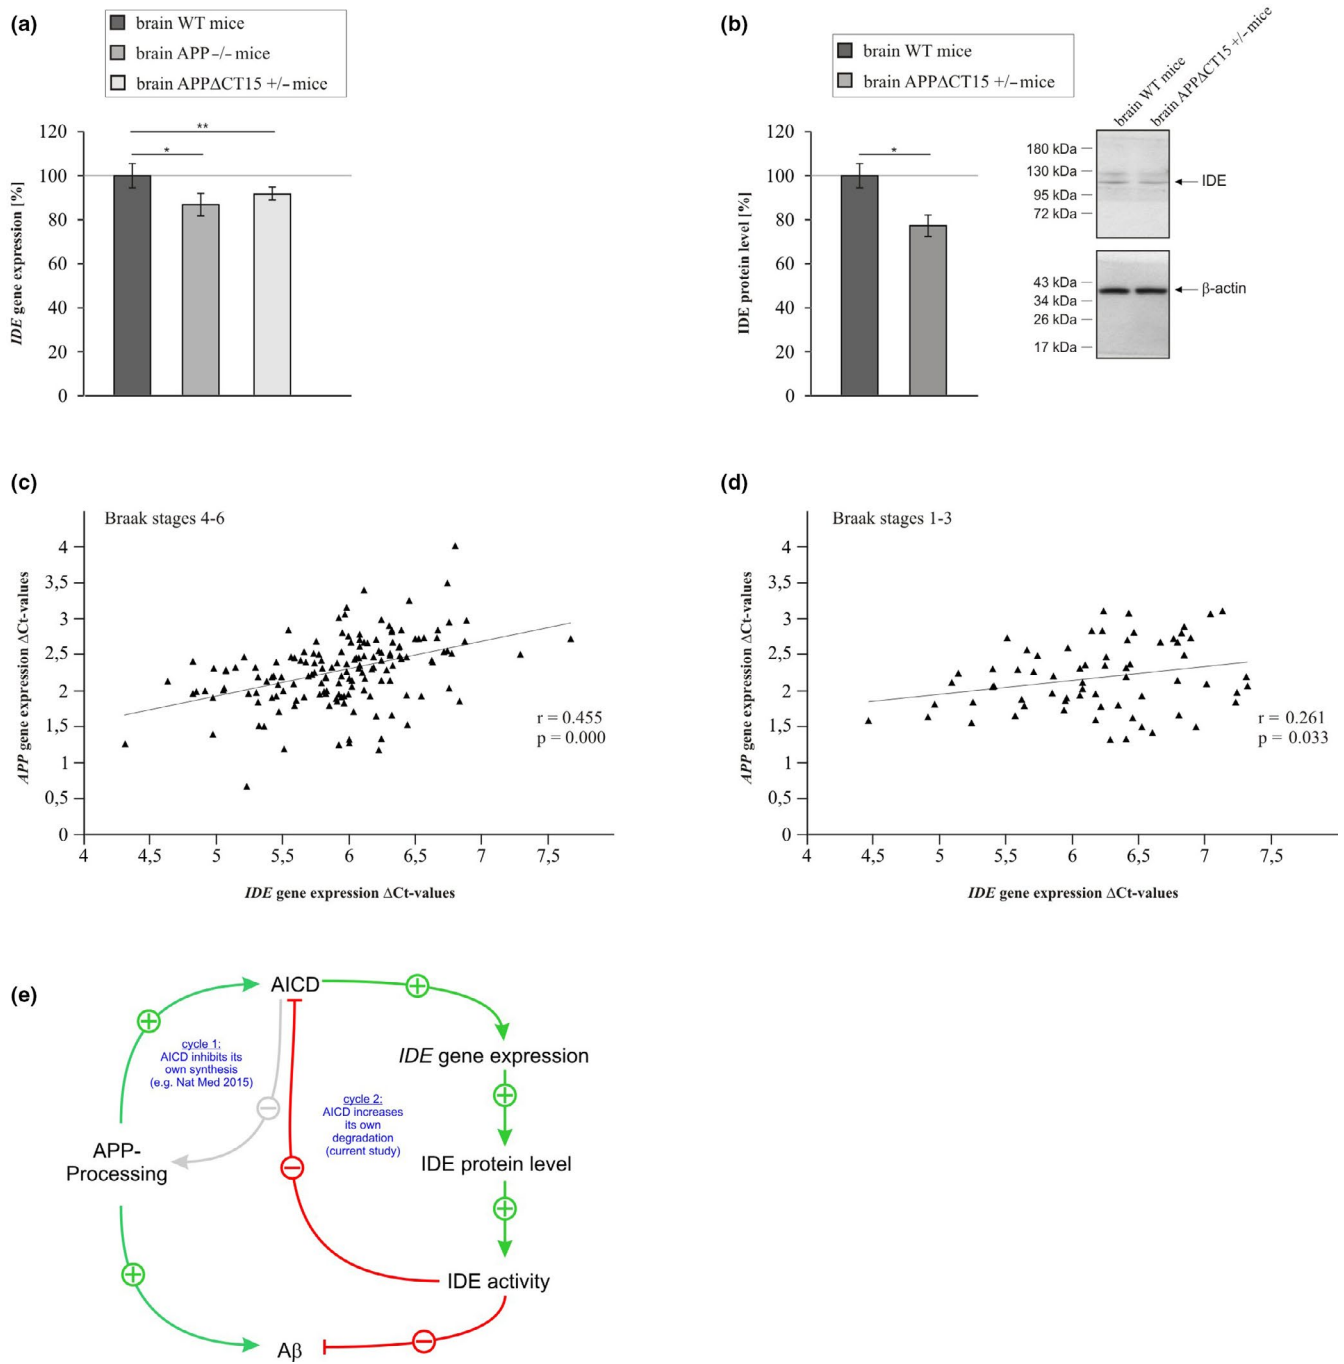 (a)
brain WT mice
brain APP-/- mice
brain APPΔCT15 +/- mice
**
*
120
100
80
60
40
20
0
IDE gene expression [%]
(b)
brain WT mice
brain APPΔCT15 +/- mice
*
120
100
80
60
40
20
0
IDE protein level [%]
brain WT mice
brain APPΔCT15 +/- mice
180 kDa
130 kDa
95 kDa
72 kDa
IDE
43 kDa
34 kDa
26 kDa
17 kDa
β-actin
(c)
Braak stages 4-6
4
3,5
3
2,5
2
1,5
1
0,5
0
APP gene expression ΔCt-values
r = 0.455
p = 0.000
4 4,5 5 5,5 6 6,5 7 7,5
IDE gene expression ΔCt-values
(d)
Braak stages 1-3
4
3,5
3
2,5
2
1,5
1
0,5
0
APP gene expression ΔCt-values
r = 0.261
p = 0.033
4 4,5 5 5,5 6 6,5 7 7,5
IDE gene expression ΔCt-values
(e)
AICD
cycle 1:
AICD inhibits its
own synthesis
(e.g. Nat Med 2015)
IDE gene expression
cycle 2:
AICD increases
its own
degradation
(current study)
APP-
Processing
IDE protein level
IDE activity
Aβ